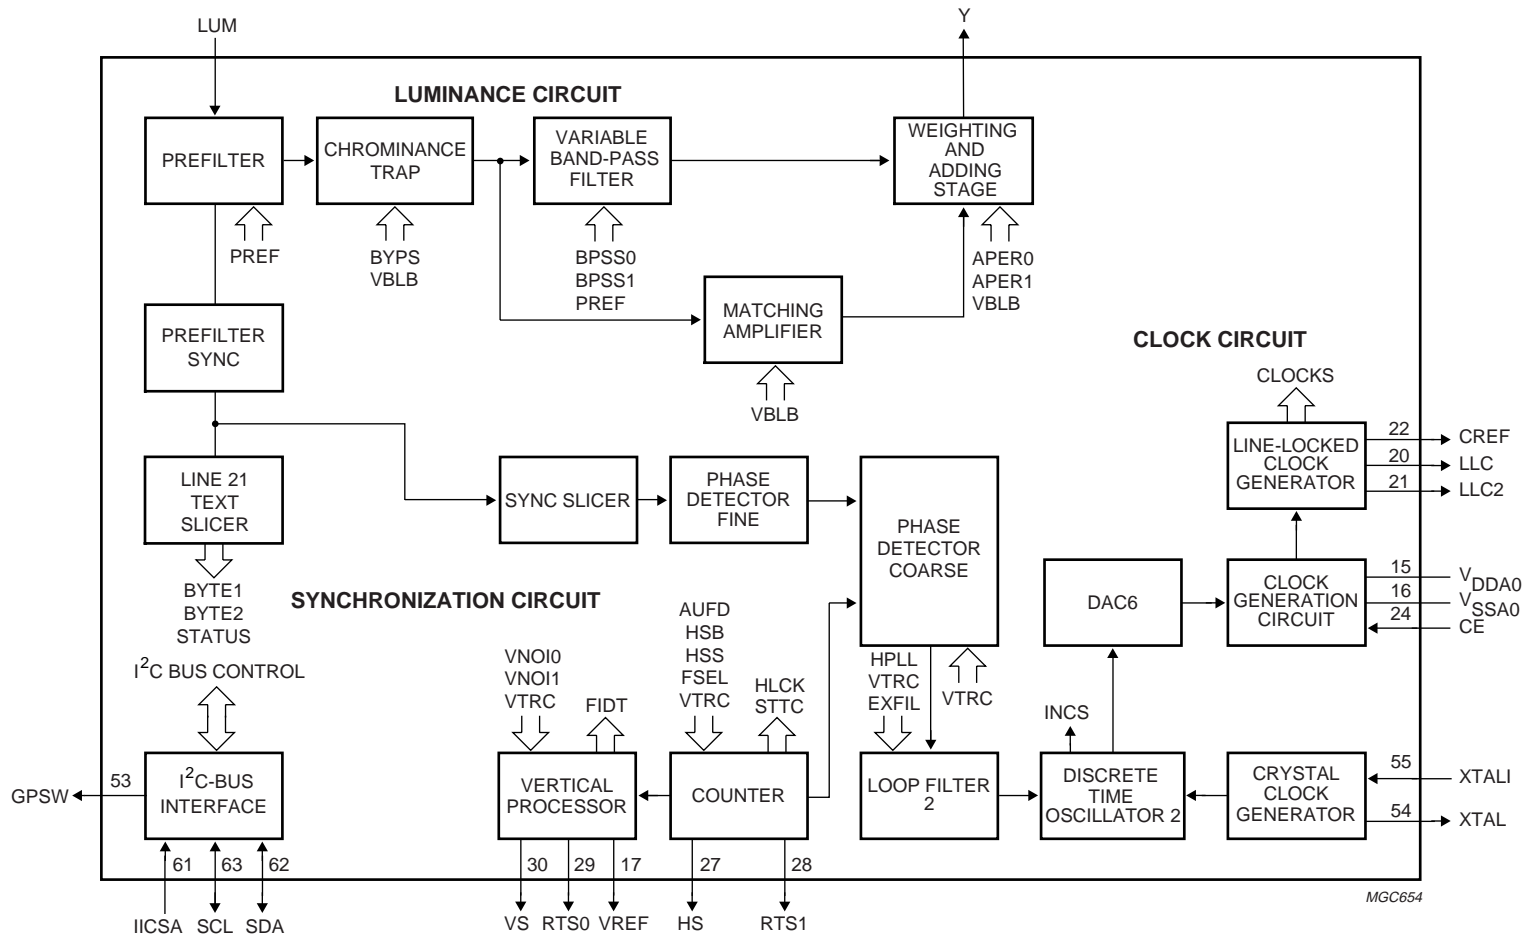 LUM
Y
LUMINANCE CIRCUIT
PREFILTER
CHROMINANCE
TRAP
VARIABLE
BAND-PASS
FILTER
WEIGHTING
AND
ADDING
STAGE
PREF
BYPS
VBLB
BPSS0
BPSS1
PREF
APER0
APER1
VBLB
PREFILTER
SYNC
MATCHING
AMPLIFIER
VBLB
CLOCK CIRCUIT
CLOCKS
LINE-LOCKED
CLOCK
GENERATOR
22 CREF
20 LLC
21 LLC2
LINE 21
TEXT
SLICER
SYNC SLICER
PHASE
DETECTOR
FINE
PHASE
DETECTOR
COARSE
BYTE1
BYTE2
STATUS
SYNCHRONIZATION CIRCUIT
DAC6
CLOCK
GENERATION
CIRCUIT
15 VDDA0
16 VSSA0
24 CE
I2C BUS CONTROL
VNOI0
VNOI1
VTRC
FIDT
AUFD
HSB
HSS
FSEL
VTRC
HLCK
STTC
HPLL
VTRC
EXFIL
VTRC
INCS
GPSW 53
I2C-BUS
INTERFACE
VERTICAL
PROCESSOR
COUNTER
LOOP FILTER
2
DISCRETE
TIME
OSCILLATOR 2
CRYSTAL
CLOCK
GENERATOR
55 XTALI
54 XTAL
61 63 62 30 29 17 27 28
IICSA SCL SDA VS RTS0 VREF HS RTS1
MGC654